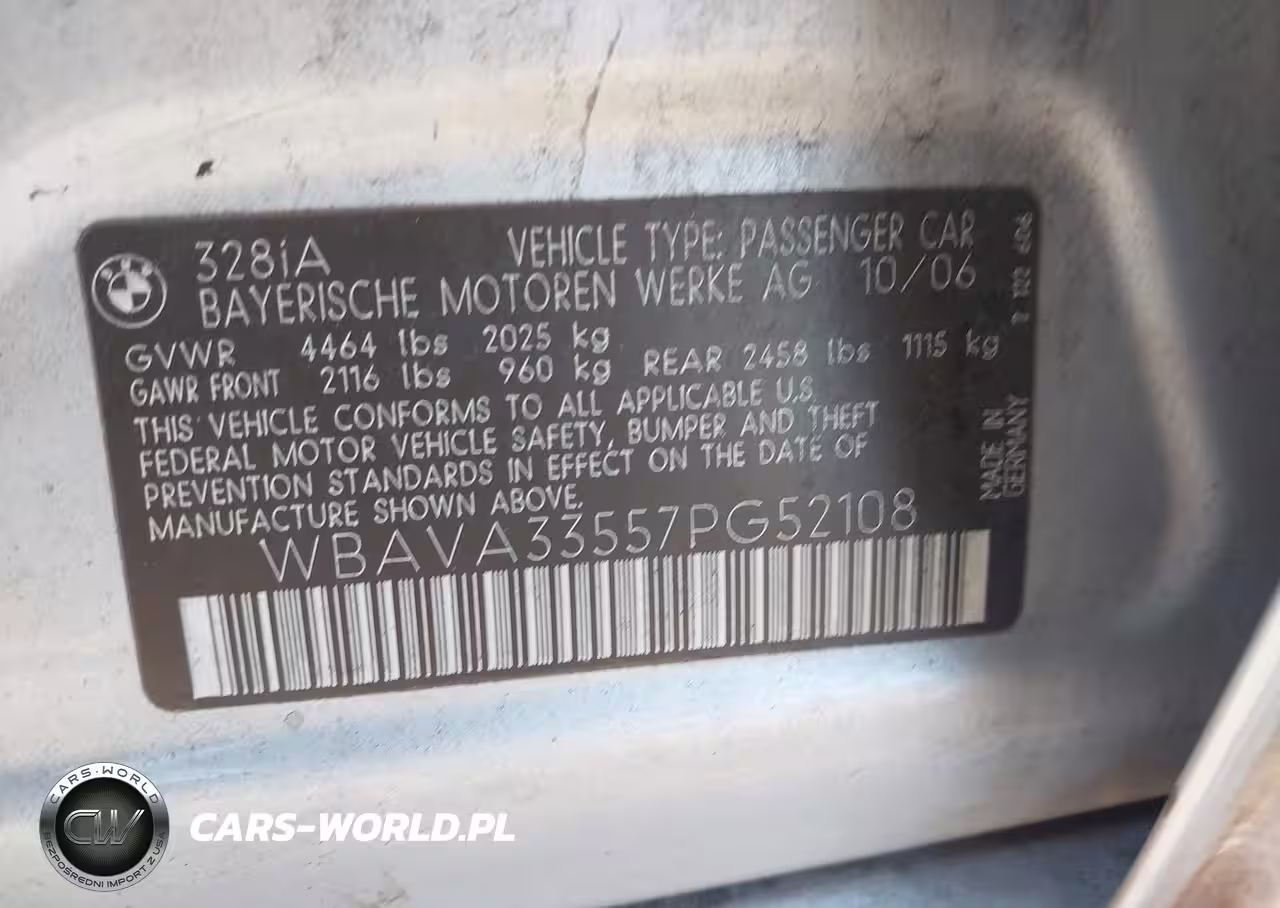 328iA VEHICLE TYPE: PASSENGER CAR
BAYERISCHE MOTOREN WERKE AG 10/06
GVWR 4464 lbs 2025 kg
GAWR FRONT 2116 lbs 960 kg REAR 2458 lbs 1115 kg
THIS VEHICLE CONFORMS TO ALL APPLICABLE U.S.
FEDERAL MOTOR VEHICLE SAFETY, BUMPER AND THEFT
PREVENTION STANDARDS IN EFFECT ON THE DATE OF
MANUFACTURE SHOWN ABOVE.
WBAVA33557PG52108
MADE IN
GERMANY
CARS-WORLD
CW
BEZPOŚREDNI IMPORT Z USA
CARS-WORLD.PL